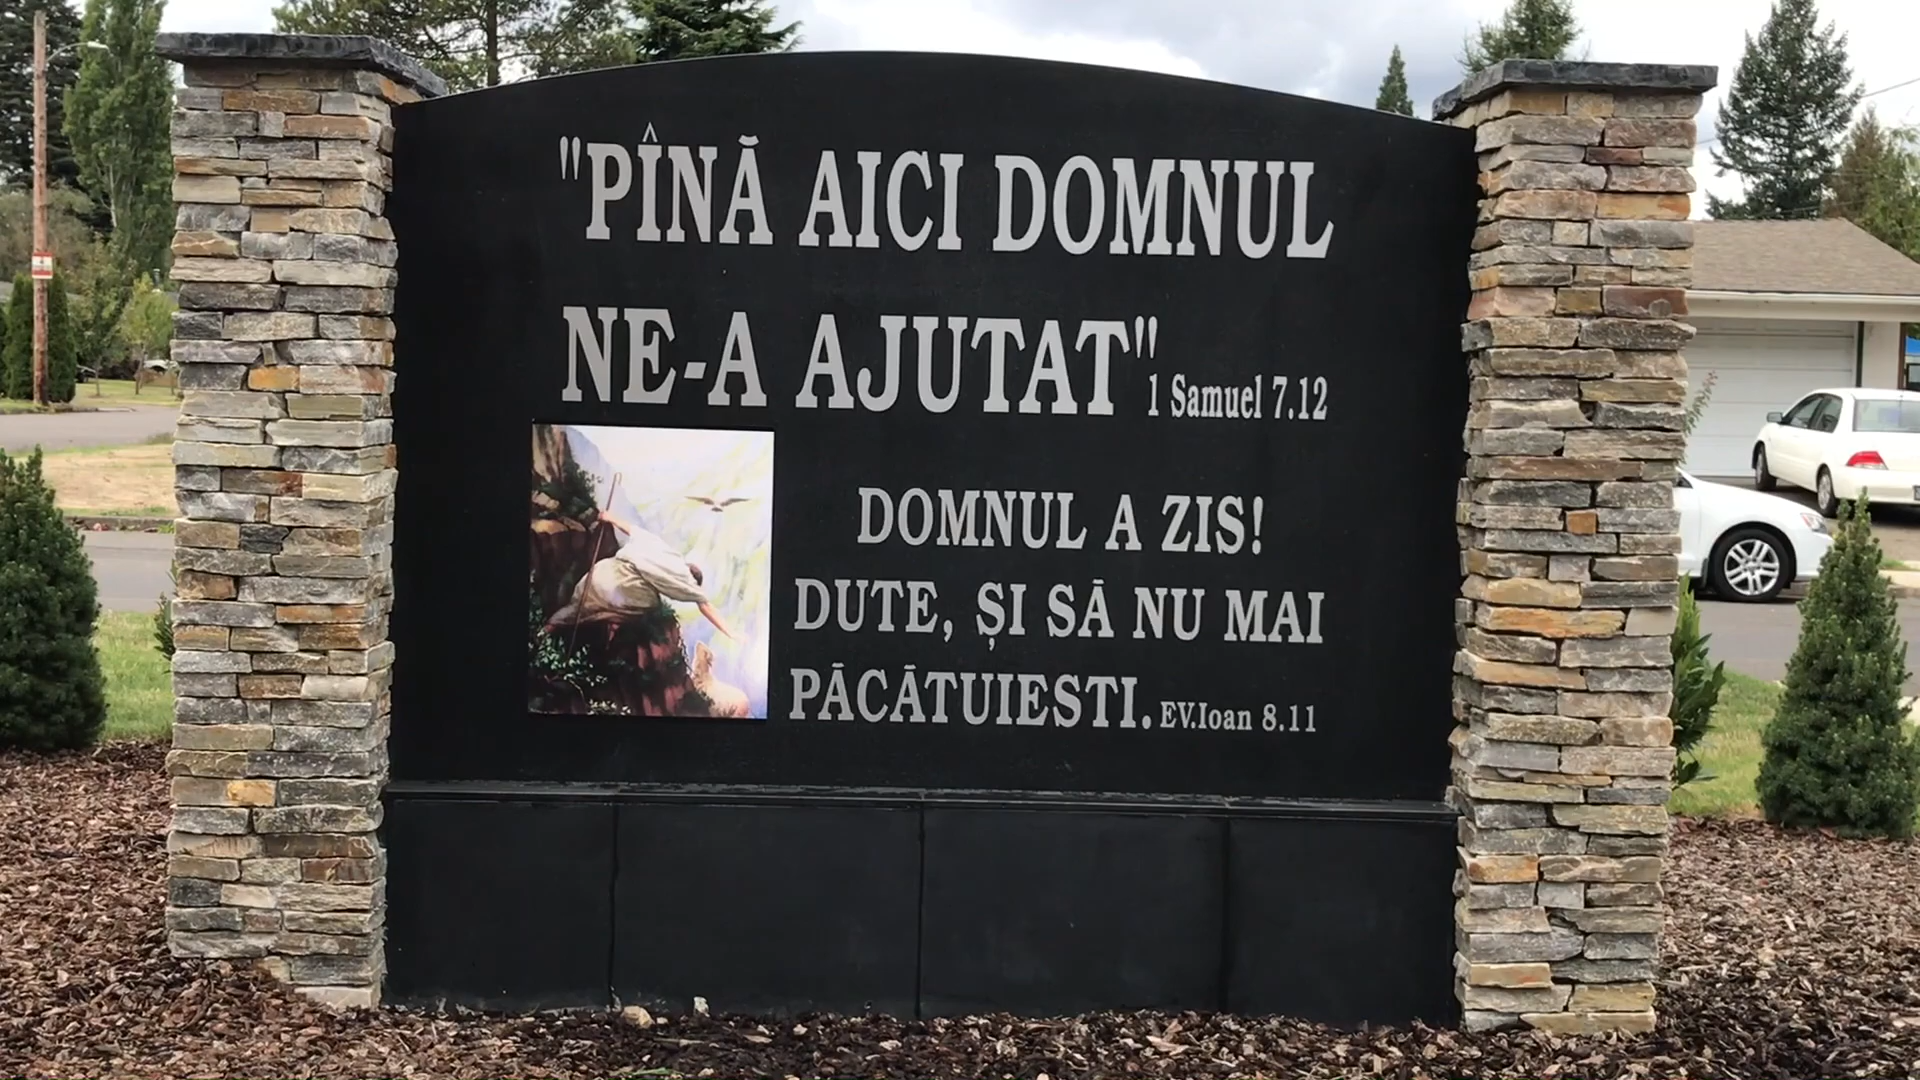 "PÎNĂ AICI DOMNUL
NE-A AJUTAT" 1 Samuel 7.12
DOMNUL A ZIS!
DUTE, ȘI SĂ NU MAI
PĂCĂTUIESTI. EV.Ioan 8.11